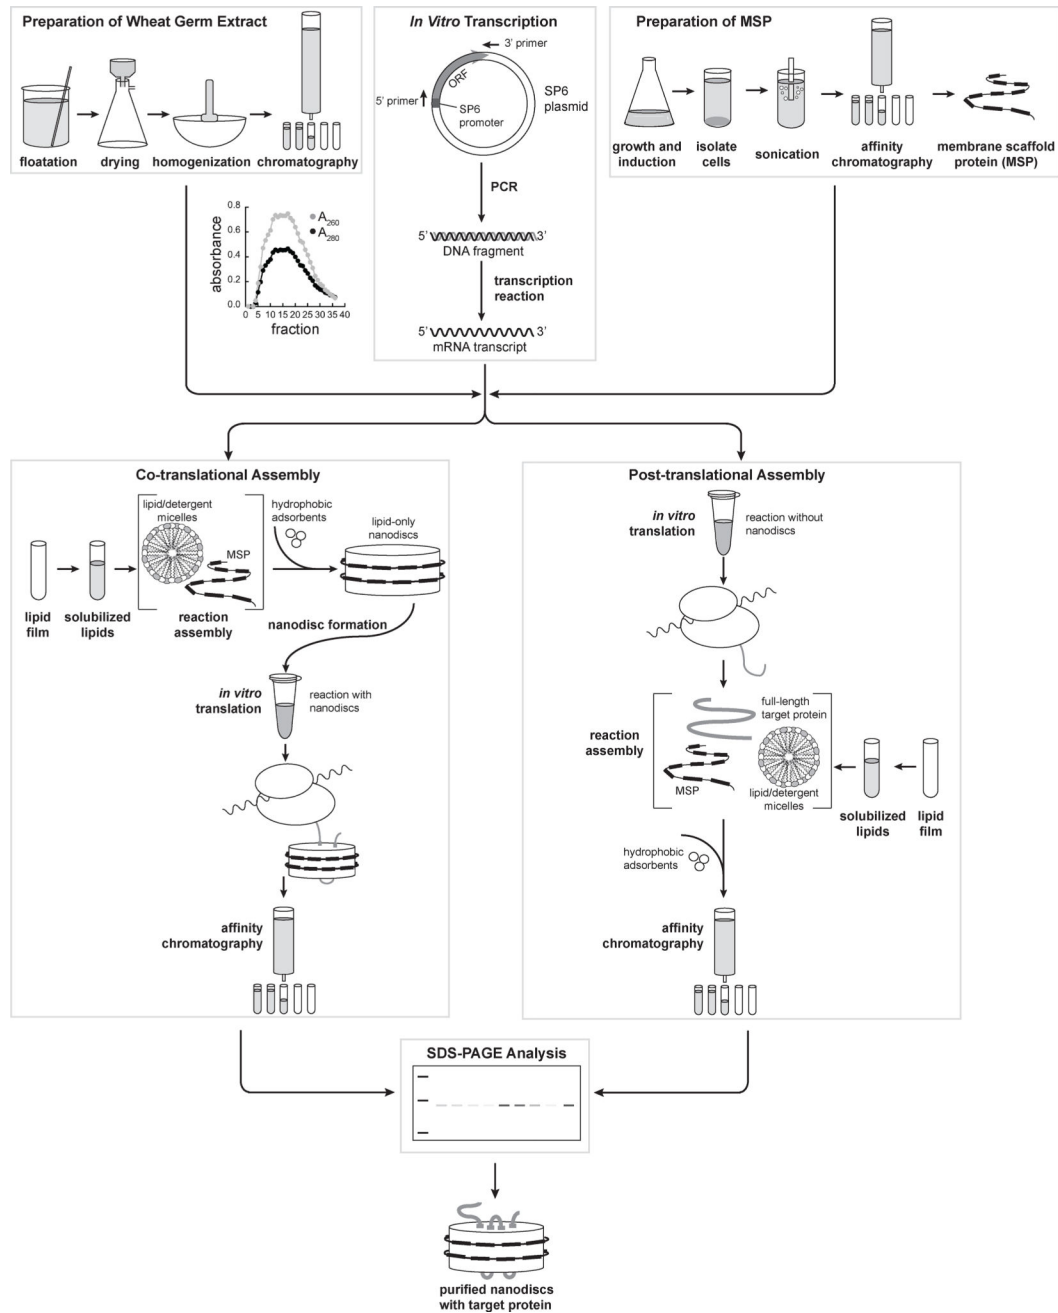 Preparation of Wheat Germ Extract
floatation
drying
homogenization
chromatography
absorbance
0.8
0.6
0.4
0.2
0.0
0 5 10 15 20 25 30 35 40
fraction
A260
A280
In Vitro Transcription
3’ primer
ORF
5’ primer
SP6
promoter
SP6
plasmid
PCR
5’ 3’
DNA fragment
transcription
reaction
5’ 3’
mRNA transcript
Preparation of MSP
growth and
induction
isolate
cells
sonication
affinity
chromatography
membrane scaffold
protein (MSP)
Co-translational Assembly
lipid/detergent
micelles
hydrophobic
adsorbents
lipid-only
nanodiscs
MSP
lipid
film
solubilized
lipids
reaction
assembly
nanodisc formation
in vitro
translation
reaction with
nanodiscs
affinity
chromatography
Post-translational Assembly
in vitro
translation
reaction without
nanodiscs
full-length
target protein
reaction
assembly
MSP
lipid/detergent
micelles
solubilized
lipids
lipid
film
hydrophobic
adsorbents
affinity
chromatography
SDS-PAGE Analysis
purified nanodiscs
with target protein